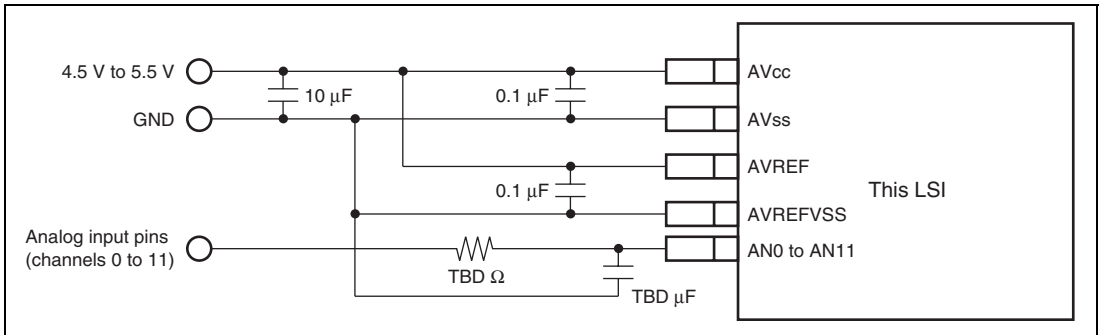 4.5 V to 5.5 V
10 μF
0.1 μF
AVcc
GND
AVss
AVREF
0.1 μF
This LSI
AVREFVSS
Analog input pins
(channels 0 to 11)
TBD Ω
AN0 to AN11
TBD μF